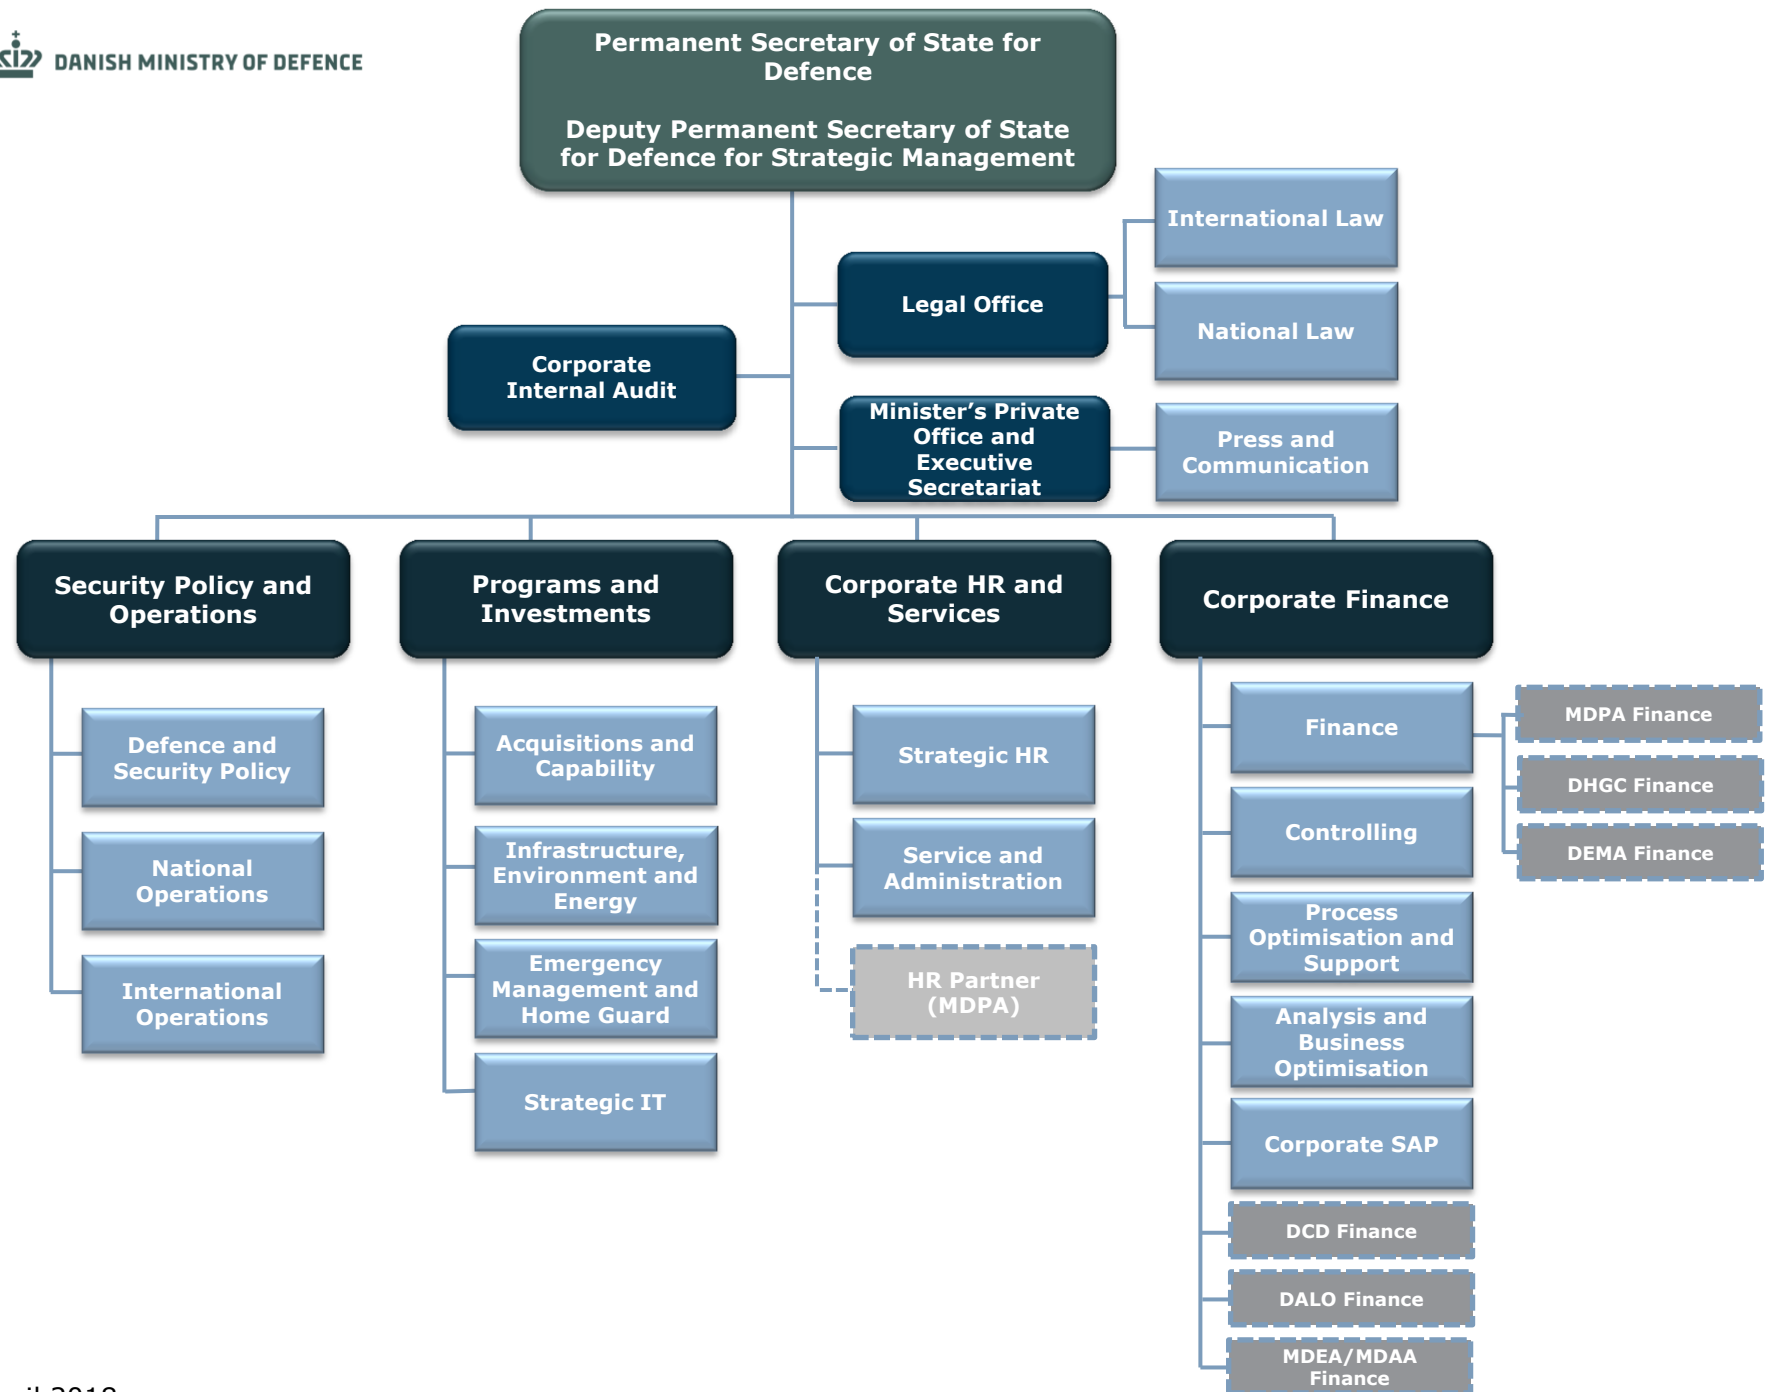 DANISH MINISTRY OF DEFENCE
Permanent Secretary of State for
Defence
Deputy Permanent Secretary of State
for Defence for Strategic Management
International Law
Legal Office
National Law
Corporate
Internal Audit
Minister’s Private
Office and
Executive
Secretariat
Press and
Communication
Security Policy and
Operations
Defence and
Security Policy
National
Operations
International
Operations
Programs and
Investments
Acquisitions and
Capability
Infrastructure,
Environment and
Energy
Emergency
Management and
Home Guard
Strategic IT
Corporate HR and
Services
Strategic HR
Service and
Administration
HR Partner
(MDPA)
Corporate Finance
Finance
MDPA Finance
DHGC Finance
DEMA Finance
Controlling
Process
Optimisation and
Support
Analysis and
Business
Optimisation
Corporate SAP
DCD Finance
DALO Finance
MDEA/MDAA
Finance
2018